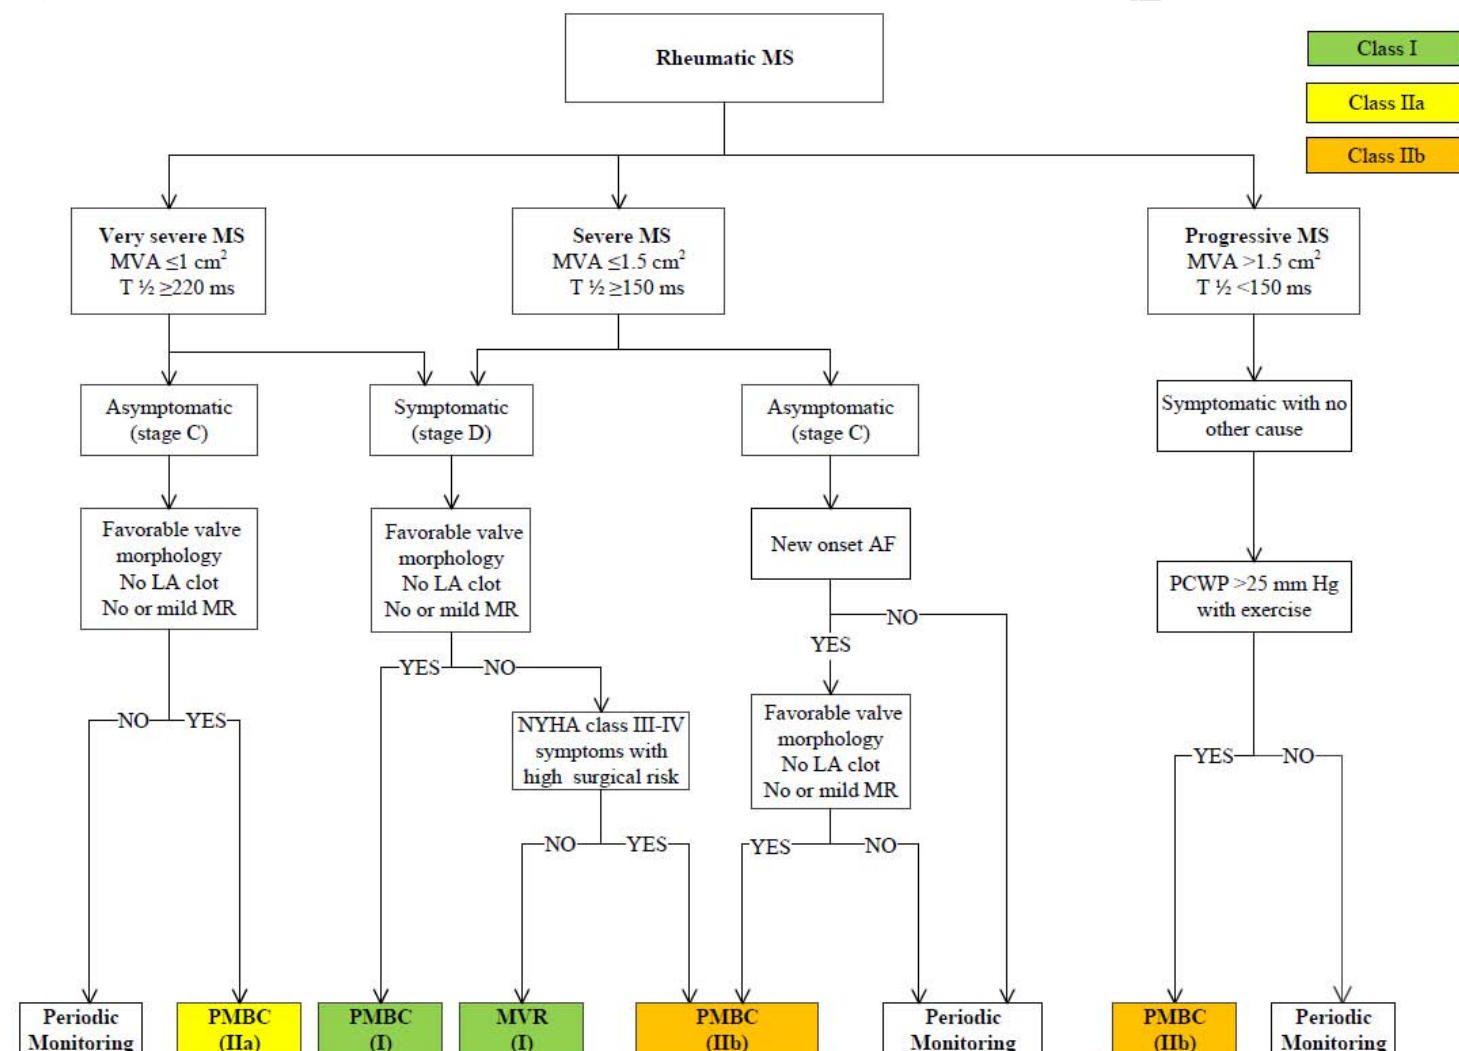 Rheumatic MS
Class I
Class IIa
Class IIb
Very severe MS
MVA ≤1 cm²
T ½ ≥220 ms
Severe MS
MVA ≤1.5 cm²
T ½ ≥150 ms
Progressive MS
MVA >1.5 cm²
T ½ <150 ms
Asymptomatic
(stage C)
Symptomatic
(stage D)
Asymptomatic
(stage C)
Symptomatic with no
other cause
Favorable valve
morphology
No LA clot
No or mild MR
Favorable valve
morphology
No LA clot
No or mild MR
New onset AF
PCWP >25 mm Hg
with exercise
NO
YES
YES
NO
NYHA class III-IV
symptoms with
high surgical risk
Favorable valve
morphology
No LA clot
No or mild MR
NO
YES
YES
NO
NO
YES
YES
NO
Periodic
Monitoring
PMBC
(IIa)
PMBC
(I)
MVR
(I)
PMBC
(IIb)
Periodic
Monitoring
PMBC
(IIb)
Periodic
Monitoring